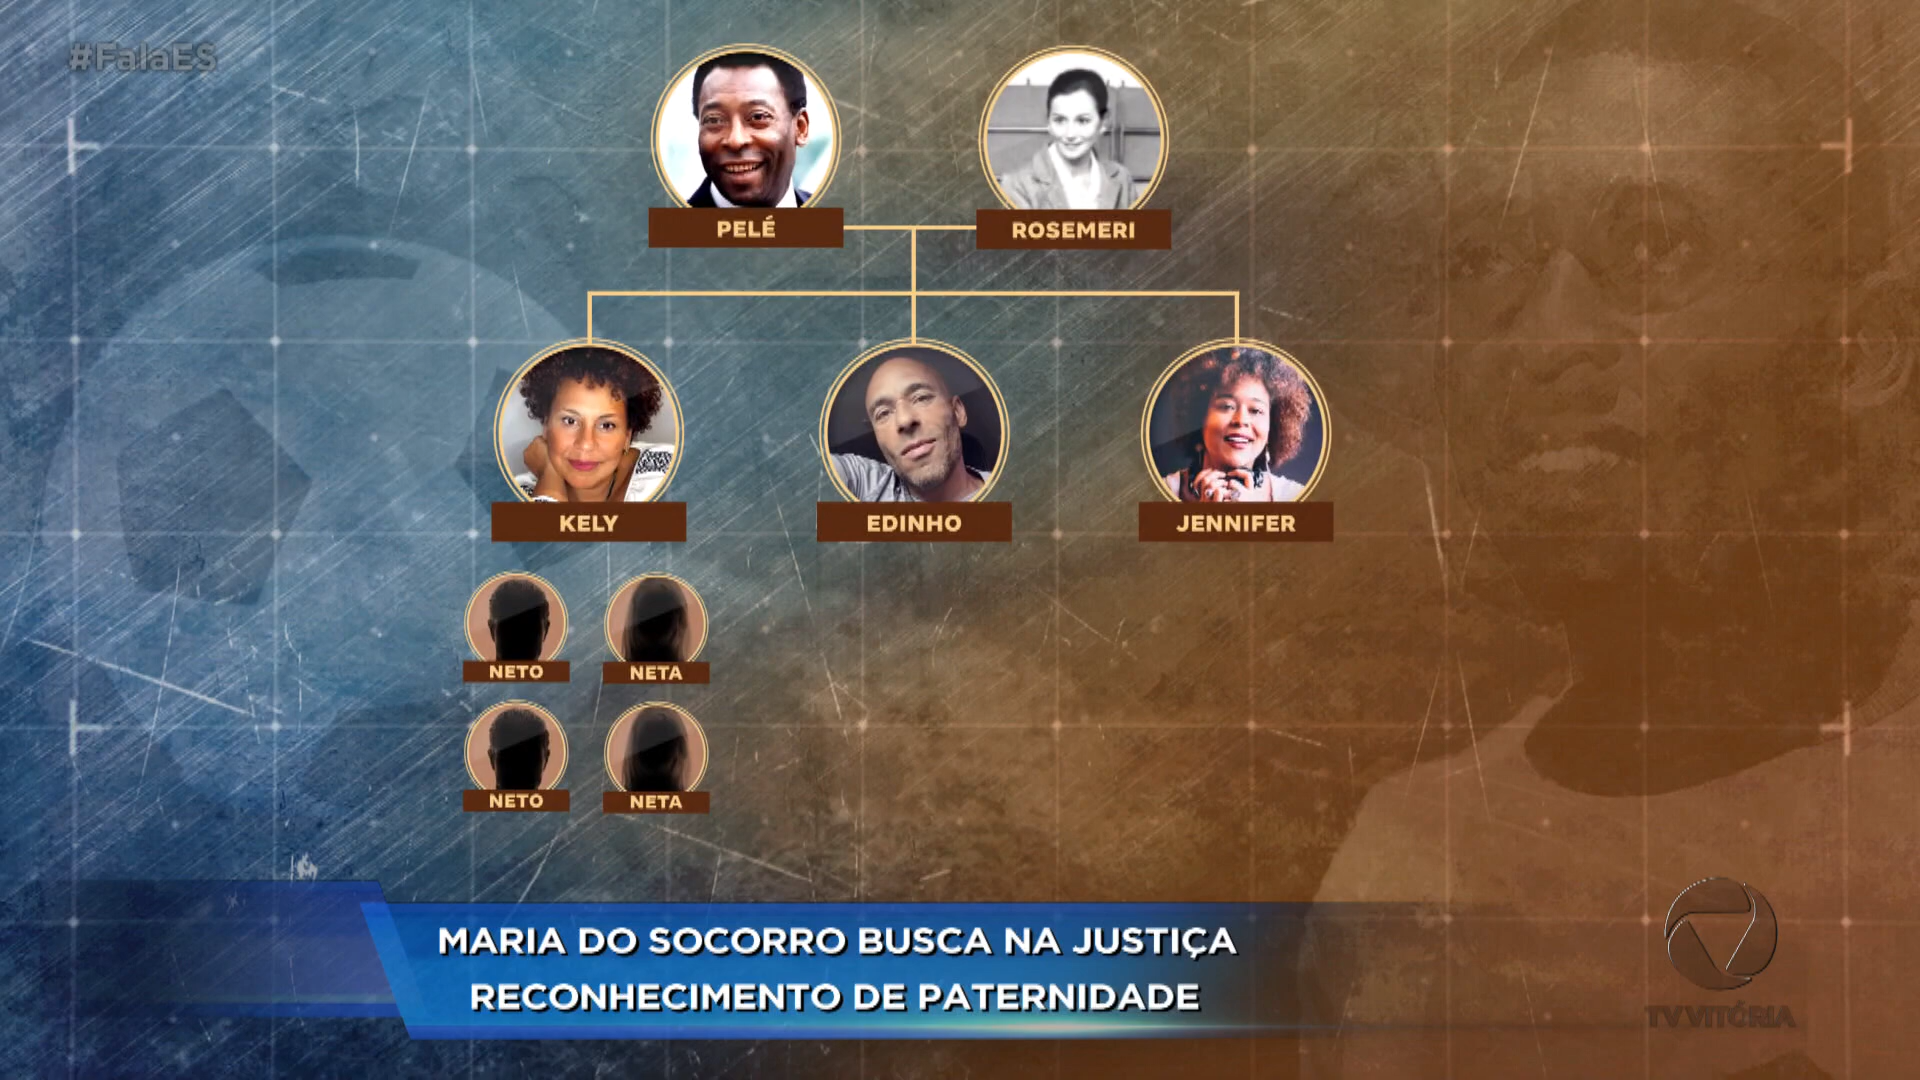 #FalaES
PELÉ
ROSEMERI
KELY
EDINHO
JENNIFER
NETO
NETA
NETO
NETA
MARIA DO SOCORRO BUSCA NA JUSTIÇA
RECONHECIMENTO DE PATERNIDADE
TV VITÓRIA